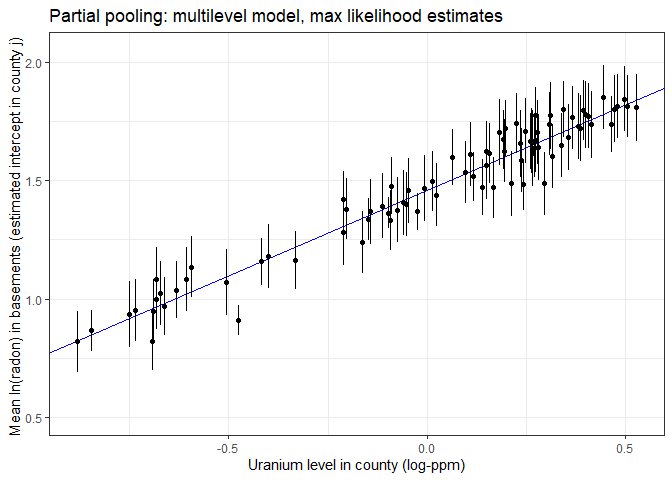 Partial pooling: multilevel model, max likelihood estimates
Mean ln(radon) in basements (estimated intercept in county j)
2.0
1.5
1.0
0.5
-0.5
0.0
0.5
Uranium level in county (log-ppm)